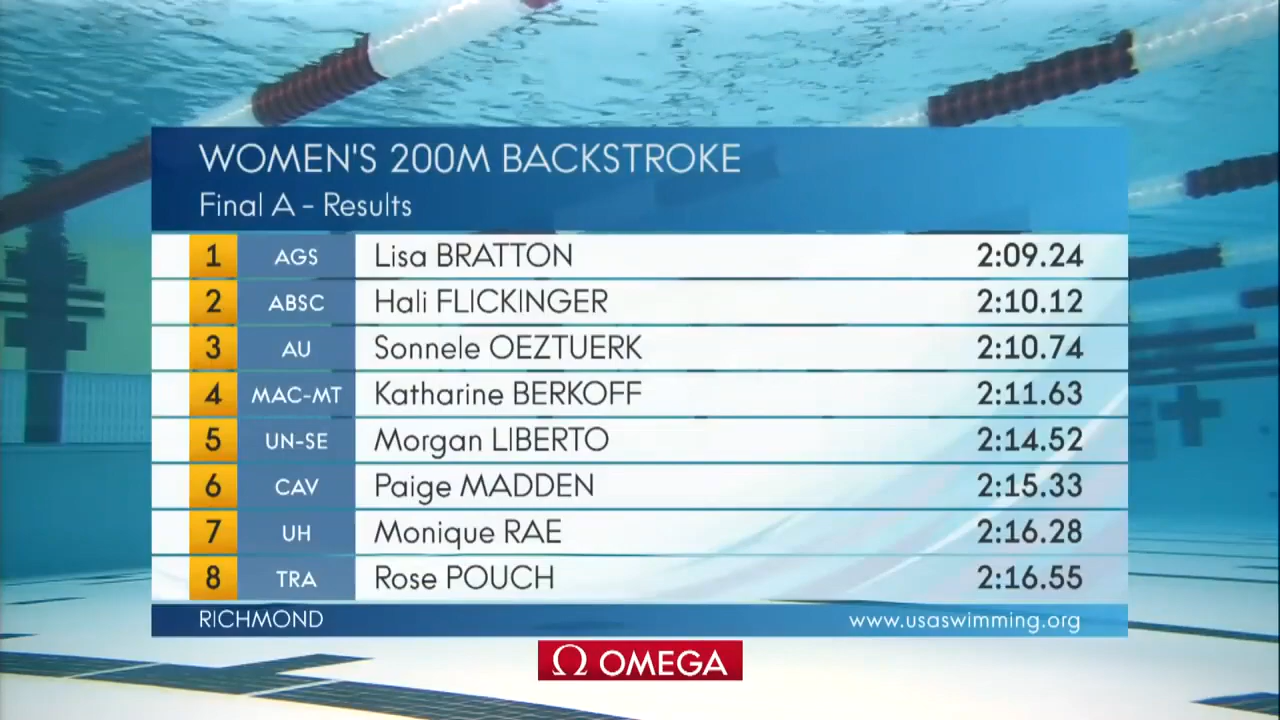 WOMEN'S 200M BACKSTROKE
Final A - Results
1 AGS Lisa BRATTON 2:09.24
2 ABSC Hali FLICKINGER 2:10.12
3 AU Sonnele OEZTUERK 2:10.74
4 MAC-MT Katharine BERKOFF 2:11.63
5 UN-SE Morgan LIBERTO 2:14.52
6 CAV Paige MADDEN 2:15.33
7 UH Monique RAE 2:16.28
8 TRA Rose POUCH 2:16.55
RICHMOND www.usaswimming.org
Ω OMEGA